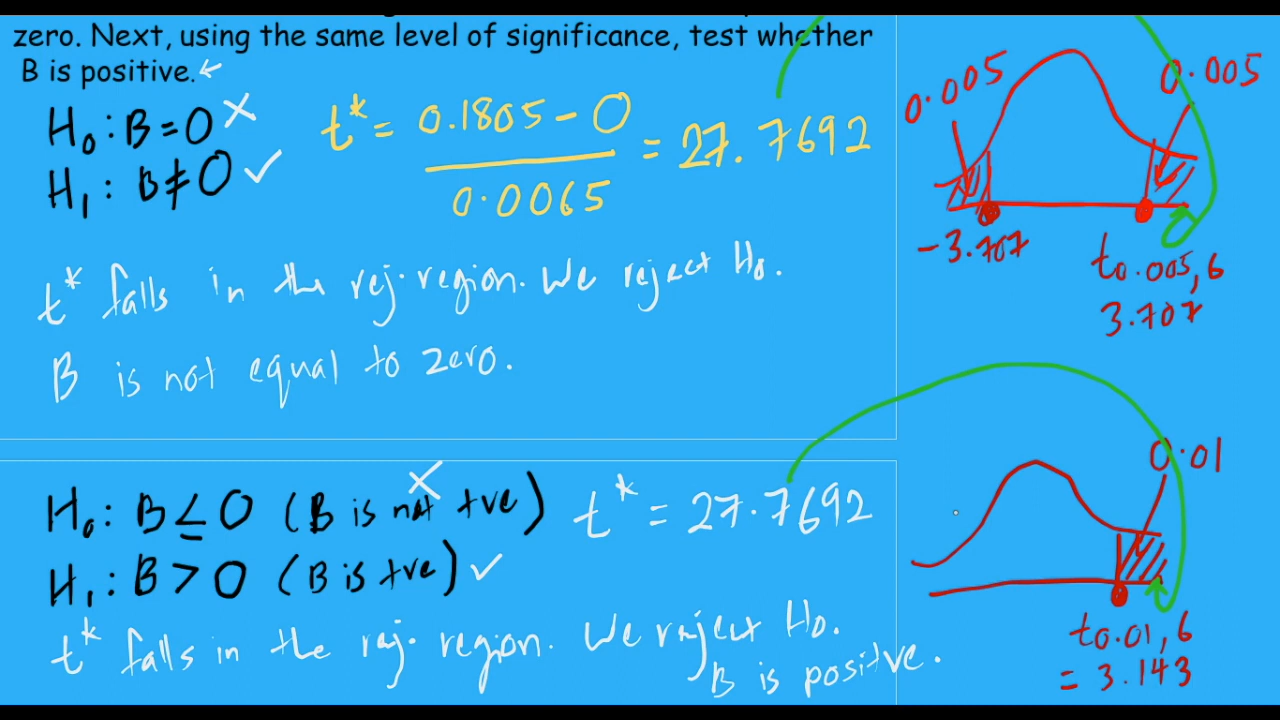 zero. Next, using the same level of significance, test whether
B is positive.
H₀: B = 0
H₁: B ≠ 0
t* = (0.1805 - 0) / 0.0065 = 27.7692
t* falls in the rej. region. We reject H₀.
B is not equal to zero.
0.005
0.005
-3.707
t0.005, 6
3.707
H₀: B ≤ 0 (B is not +ve)
H₁: B > 0 (B is +ve)
t* = 27.7692
t* falls in the rej. region. We reject H₀.
B is positive.
0.01
t0.01, 6
= 3.143